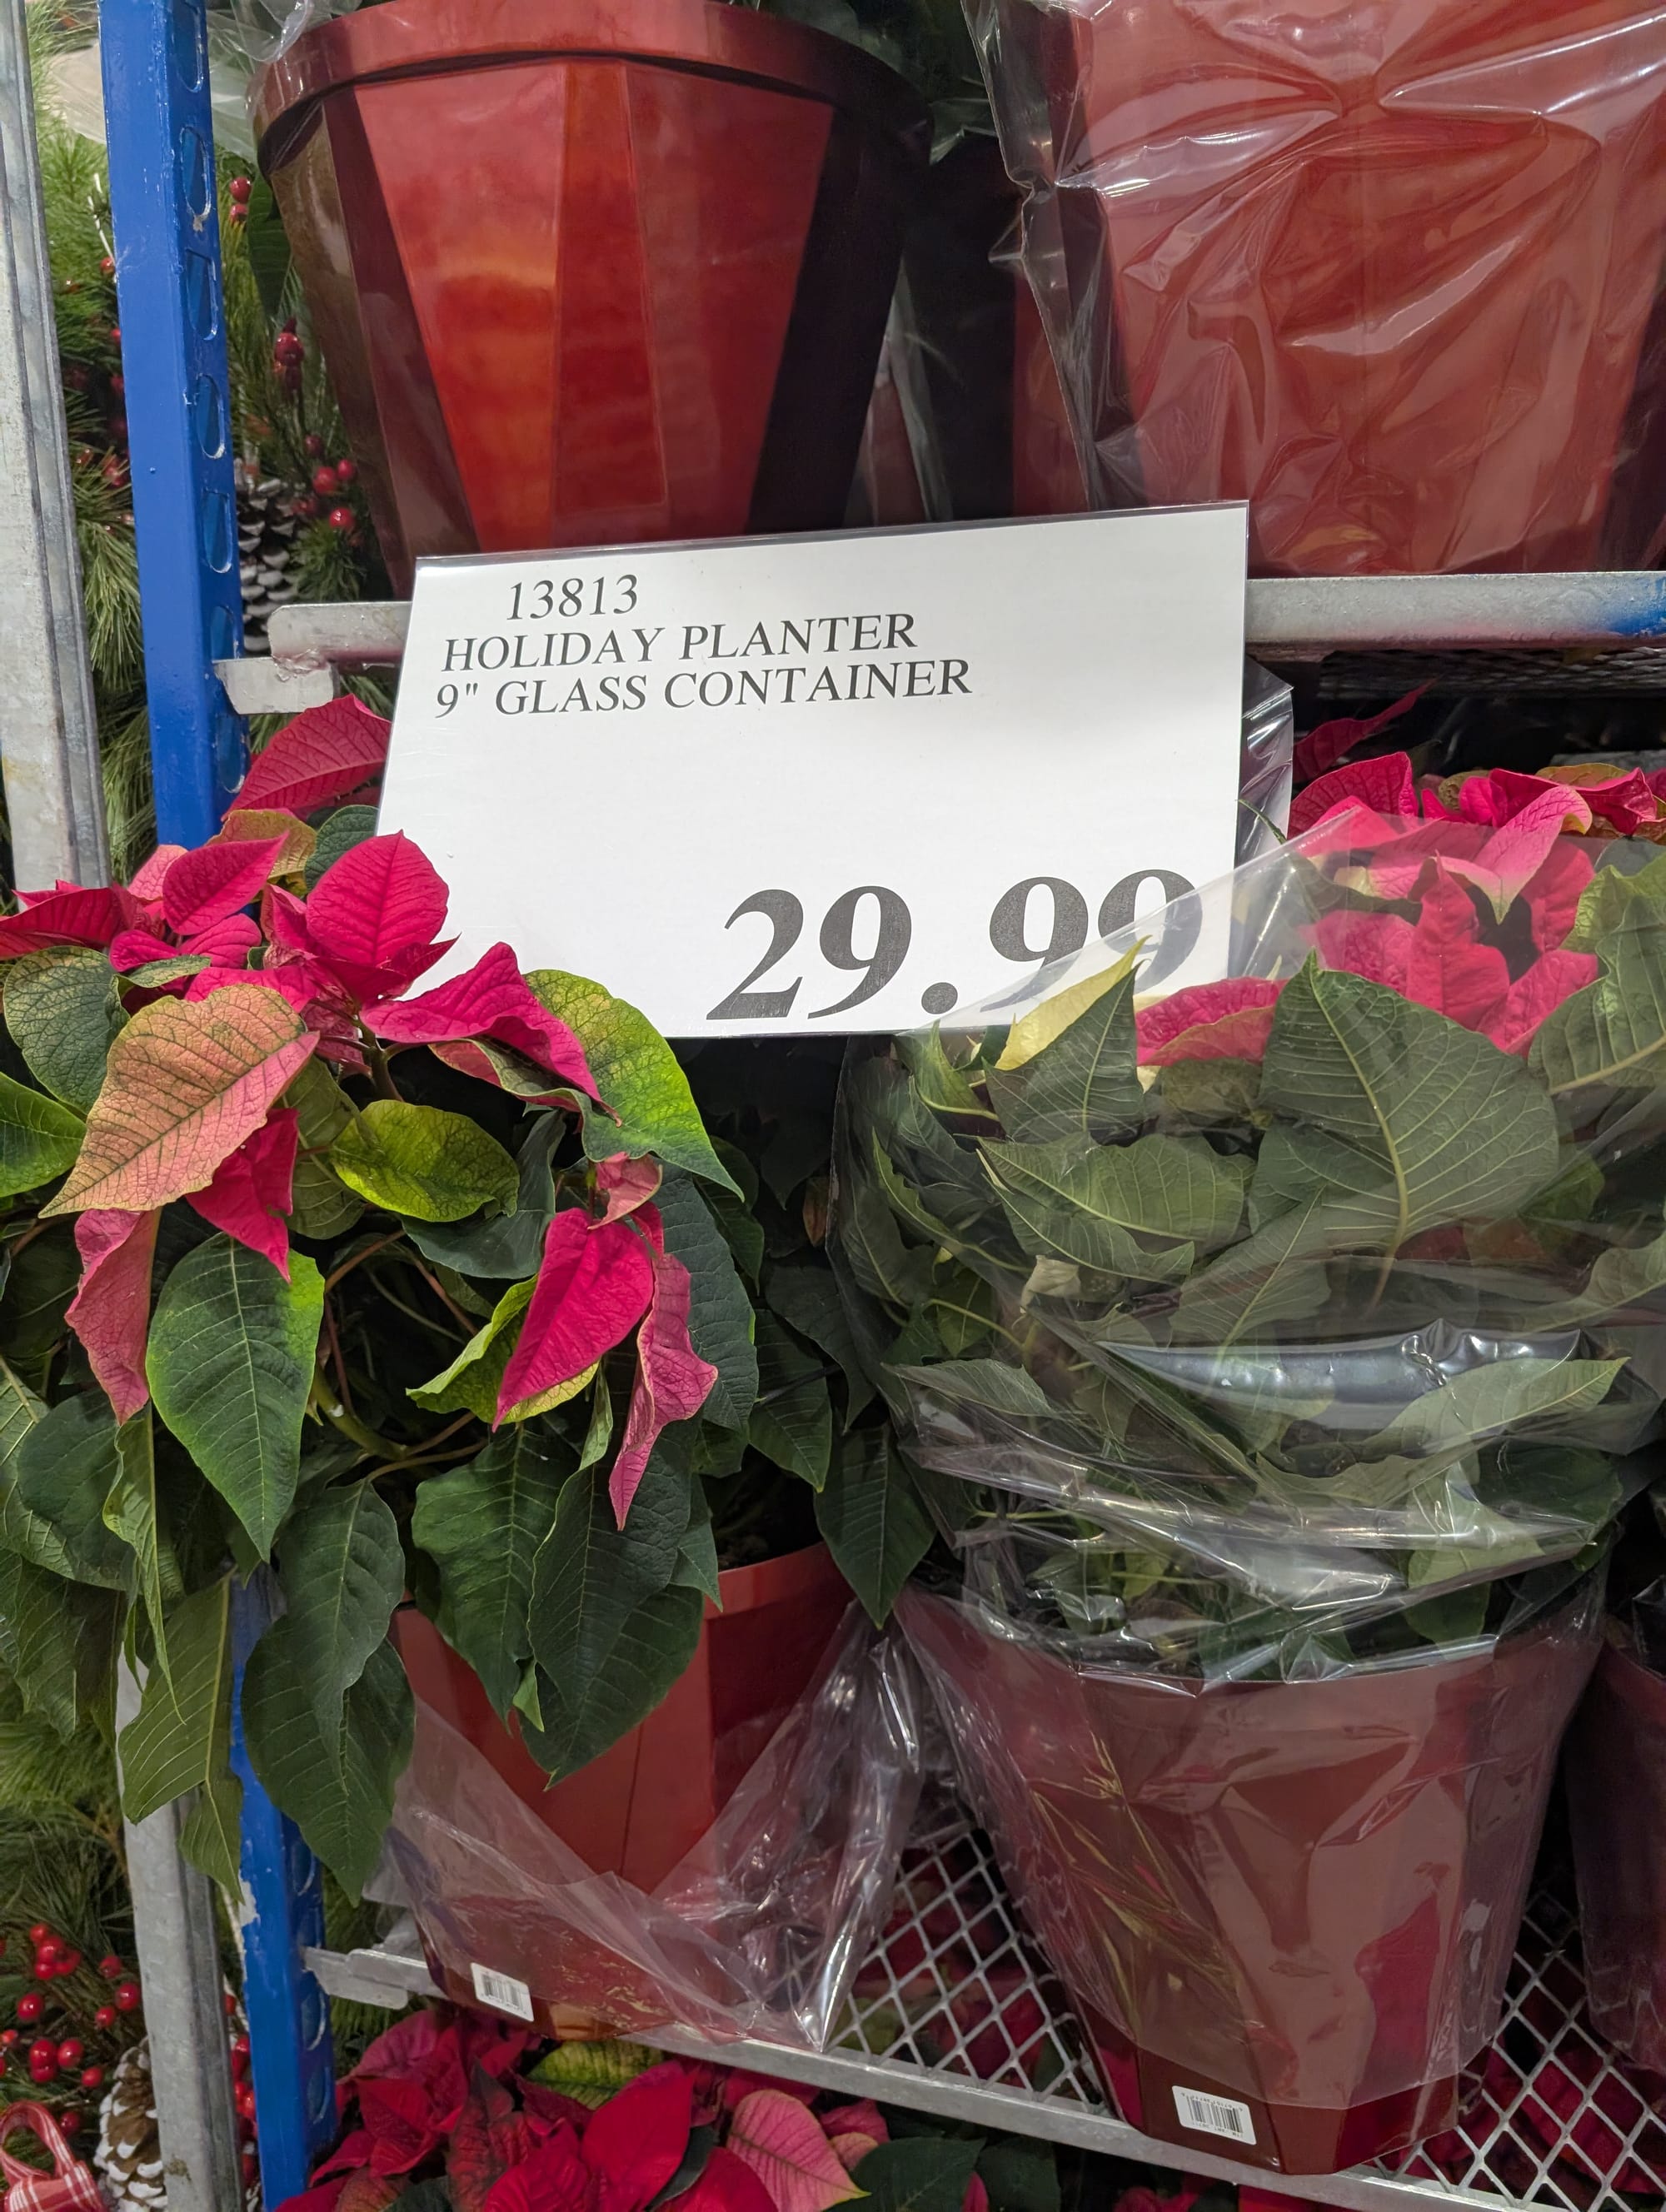 13813
HOLIDAY PLANTER
9" GLASS CONTAINER
29.99